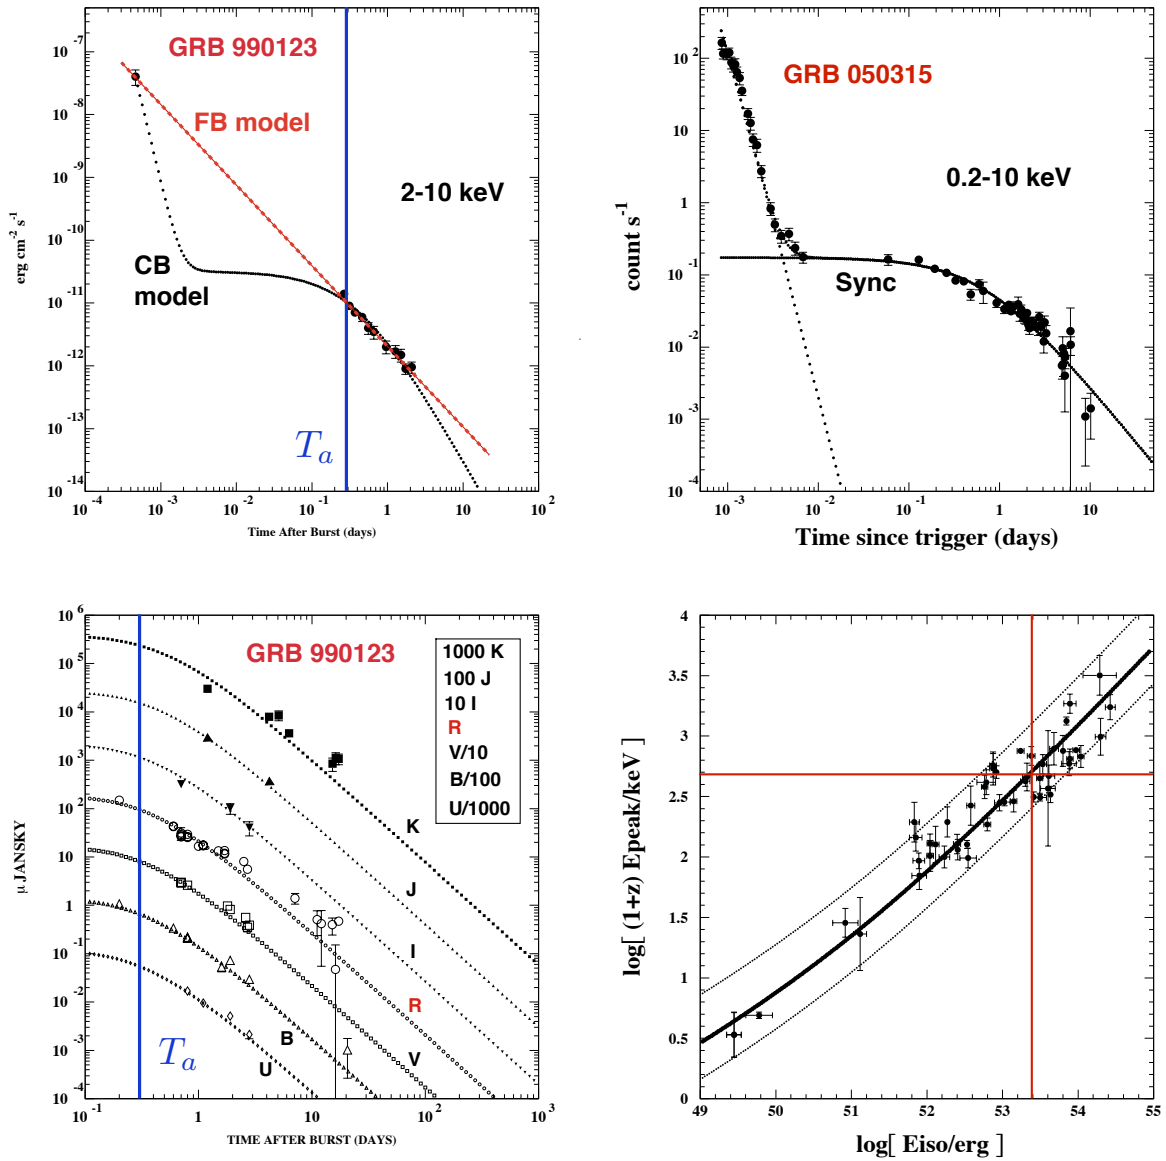 GRB 990123
FB model
2-10 keV
CB
model
T_a
erg cm^-2 s^-1
10^-7
10^-8
10^-9
10^-10
10^-11
10^-12
10^-13
10^-14
10^-4 10^-3 10^-2 10^-1 1 10 10^2
Time After Burst (days)
GRB 050315
0.2-10 keV
Sync
count s^-1
10^2
10
1
10^-1
10^-2
10^-3
10^-4
10^-3 10^-2 10^-1 1 10
Time since trigger (days)
GRB 990123
1000 K
100 J
10 I
R
V/10
B/100
U/1000
K
J
I
R
V
B
U
T_a
μ JANSKY
10^6
10^5
10^4
10^3
10^2
10
1
10^-1
10^-2
10^-3
10^-4
10^-1 1 10 10^2 10^3
TIME AFTER BURST (DAYS)
log[ (1+z) Epeak/keV ]
4
3.5
3
2.5
2
1.5
1
0.5
0
49 50 51 52 53 54 55
log[ Eiso/erg ]